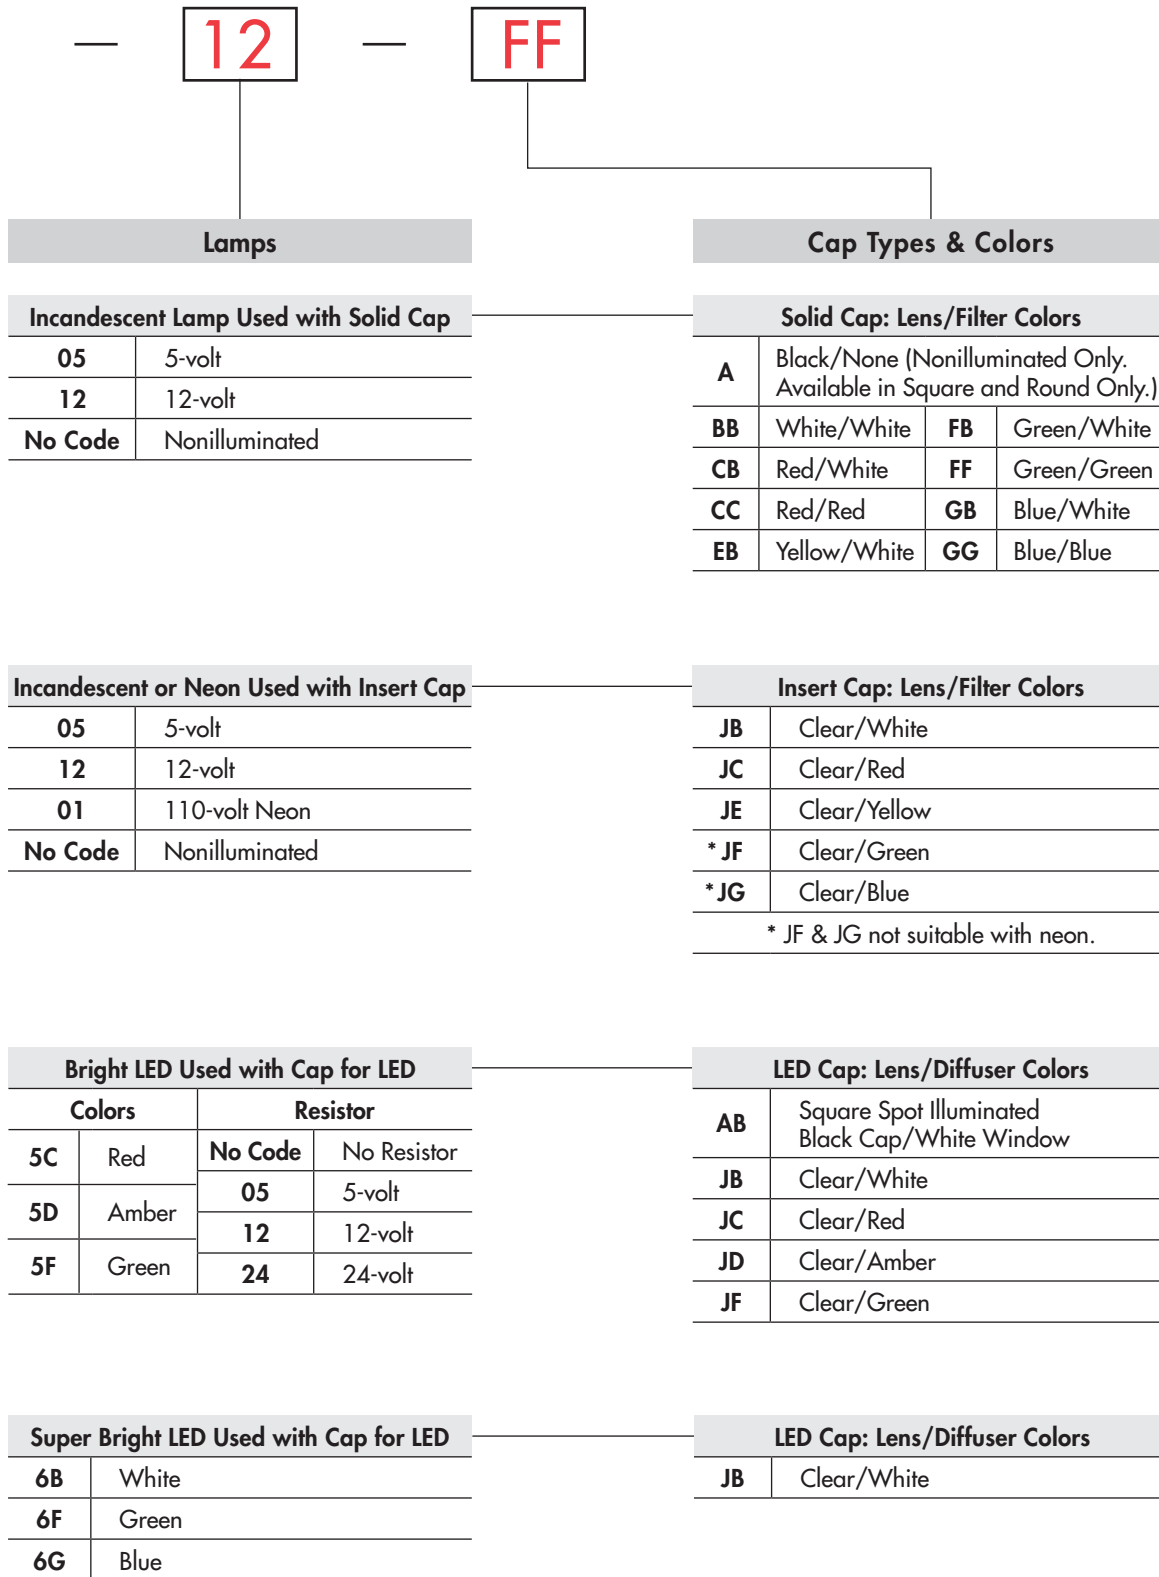 — 12 — FF
Lamps
Cap Types & Colors
Incandescent Lamp Used with Solid Cap
05 5-volt
12 12-volt
No Code Nonilluminated
Solid Cap: Lens/Filter Colors
A Black/None (Nonilluminated Only.
Available in Square and Round Only.)
BB White/White FB Green/White
CB Red/White FF Green/Green
CC Red/Red GB Blue/White
EB Yellow/White GG Blue/Blue
Incandescent or Neon Used with Insert Cap
05 5-volt
12 12-volt
01 110-volt Neon
No Code Nonilluminated
Insert Cap: Lens/Filter Colors
JB Clear/White
JC Clear/Red
JE Clear/Yellow
* JF Clear/Green
* JG Clear/Blue
* JF & JG not suitable with neon.
Bright LED Used with Cap for LED
Colors Resistor
5C Red
5D Amber
5F Green
No Code No Resistor
05 5-volt
12 12-volt
24 24-volt
LED Cap: Lens/Diffuser Colors
AB Square Spot Illuminated
Black Cap/White Window
JB Clear/White
JC Clear/Red
JD Clear/Amber
JF Clear/Green
Super Bright LED Used with Cap for LED
6B White
6F Green
6G Blue
LED Cap: Lens/Diffuser Colors
JB Clear/White